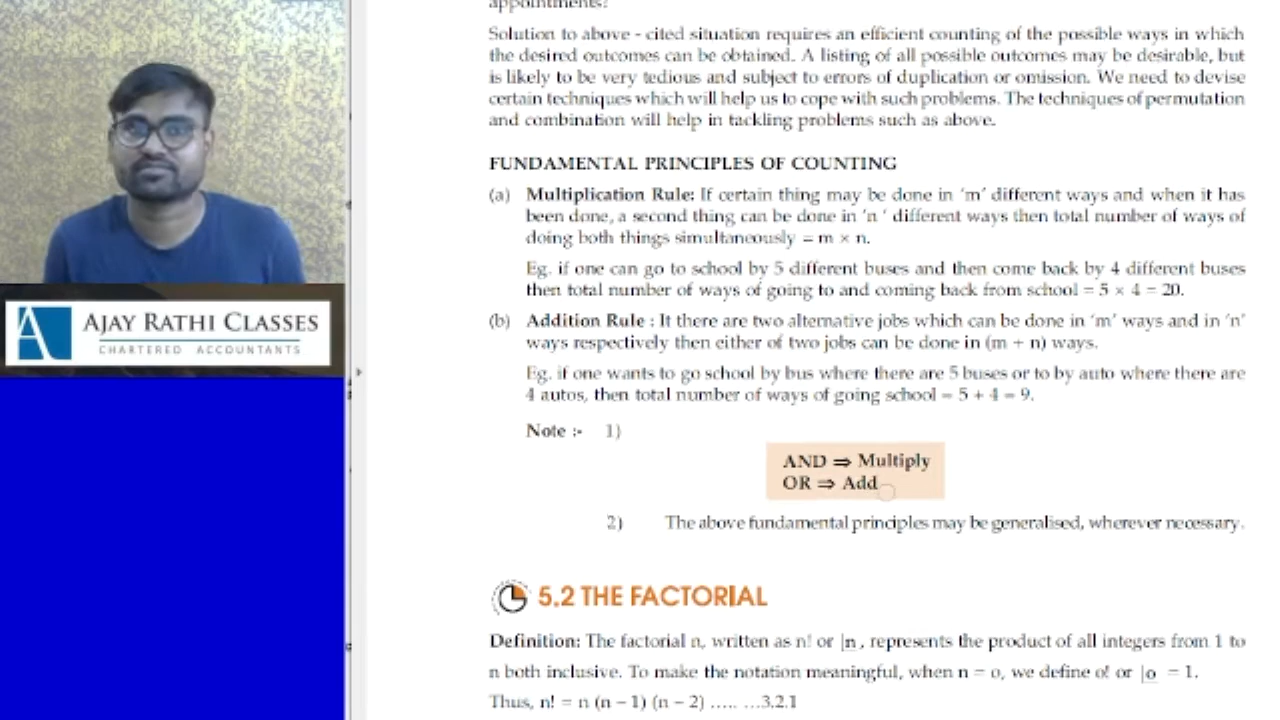 appointments?
Solution to above - cited situation requires an efficient counting of the possible ways in which
the desired outcomes can be obtained. A listing of all possible outcomes may be desirable, but
is likely to be very tedious and subject to errors of duplication or omission. We need to devise
certain techniques which will help us to cope with such problems. The techniques of permutation
and combination will help in tackling problems such as above.
FUNDAMENTAL PRINCIPLES OF COUNTING
(a) Multiplication Rule: If certain thing may be done in 'm' different ways and when it has
been done, a second thing can be done in 'n ' different ways then total number of ways of
doing both things simultaneously = m × n.
Eg. if one can go to school by 5 different buses and then come back by 4 different buses
then total number of ways of going to and coming back from school = 5 × 4 = 20.
(b) Addition Rule : It there are two alternative jobs which can be done in 'm' ways and in 'n'
ways respectively then either of two jobs can be done in (m + n) ways.
Eg. if one wants to go school by bus where there are 5 buses or to by auto where there are
4 autos, then total number of ways of going school = 5 + 4 = 9.
Note :- 1)
AND ⇒ Multiply
OR ⇒ Add
2) The above fundamental principles may be generalised, wherever necessary.
5.2 THE FACTORIAL
Definition: The factorial n, written as n! or |n, represents the product of all integers from 1 to
n both inclusive. To make the notation meaningful, when n = o, we define o! or |o = 1.
Thus, n! = n (n – 1) (n – 2) ..... ...3.2.1
AJAY RATHI CLASSES
CHARTERED ACCOUNTANTS